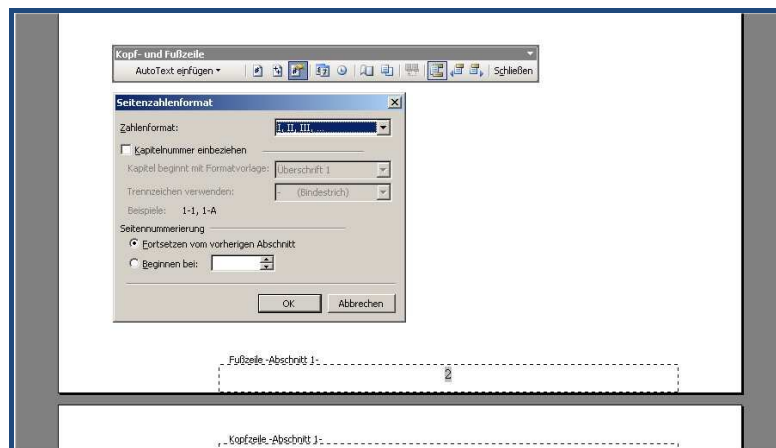 Kopf- und Fußzeile
AutoText einfügen
Schließen
Seitenzahlenformat
Zahlenformat: I, II, III, ...
Kapitelnummer einbeziehen
Kapitel beginnt mit Formatvorlage: Überschrift 1
Trennzeichen verwenden: - (Bindestrich)
Beispiele: 1-1, 1-A
Seitennummerierung
Fortsetzen vom vorherigen Abschnitt
Beginnen bei:
OK Abbrechen
Fußzeile -Abschnitt 1-
2
Kopfzeile -Abschnitt 1-